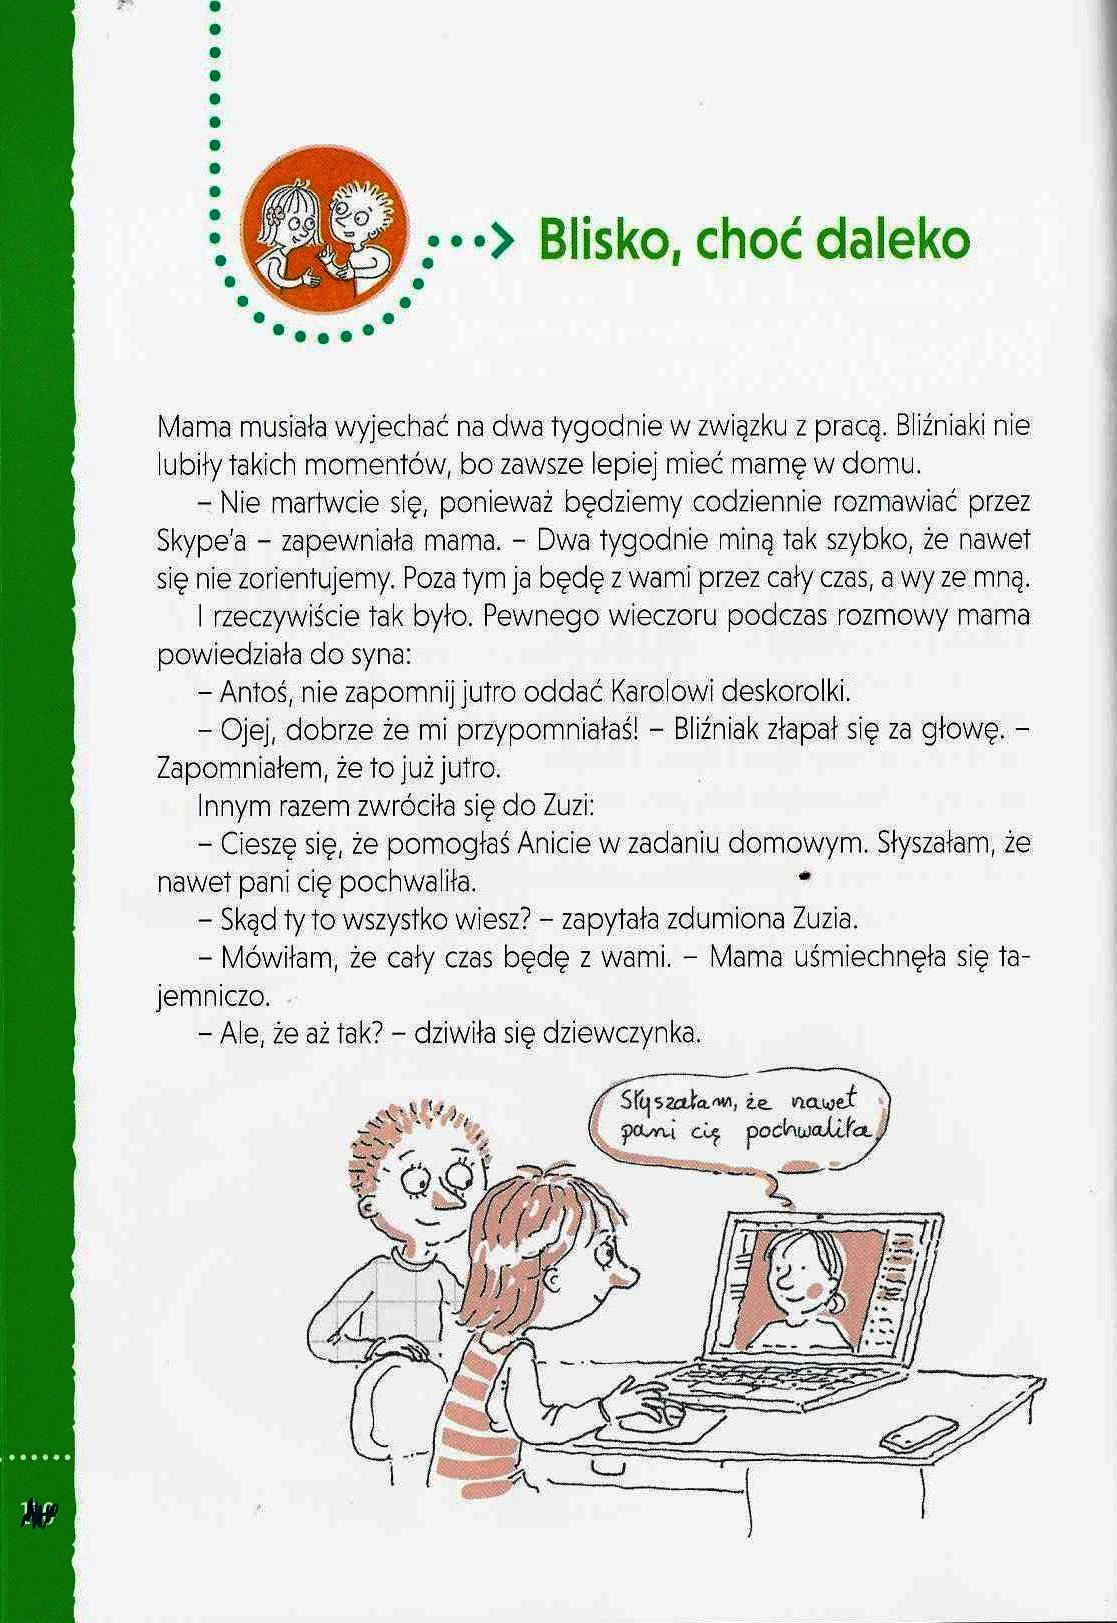 Blisko, choć daleko
Mama musiała wyjechać na dwa tygodnie w związku z pracą. Bliźniaki nie
lubiły takich momentów, bo zawsze lepiej mieć mamę w domu.
– Nie martwcie się, ponieważ będziemy codziennie rozmawiać przez
Skype'a – zapewniała mama. – Dwa tygodnie miną tak szybko, że nawet
się nie zorientujemy. Poza tym ja będę z wami przez cały czas, a wy ze mną.
I rzeczywiście tak było. Pewnego wieczoru podczas rozmowy mama
powiedziała do syna:
– Antoś, nie zapomnij jutro oddać Karolowi deskorolki.
– Ojej, dobrze że mi przypomniałaś! – Bliźniak złapał się za głowę. –
Zapomniałem, że to już jutro.
Innym razem zwróciła się do Zuzi:
– Cieszę się, że pomogłaś Anicie w zadaniu domowym. Słyszałam, że
nawet pani cię pochwaliła.
– Skąd ty to wszystko wiesz? – zapytała zdumiona Zuzia.
– Mówiłam, że cały czas będę z wami. – Mama uśmiechnęła się ta-
jemniczo.
– Ale, że aż tak? – dziwiła się dziewczynka.
Słyszałam, że nawet
pani cię pochwaliła.